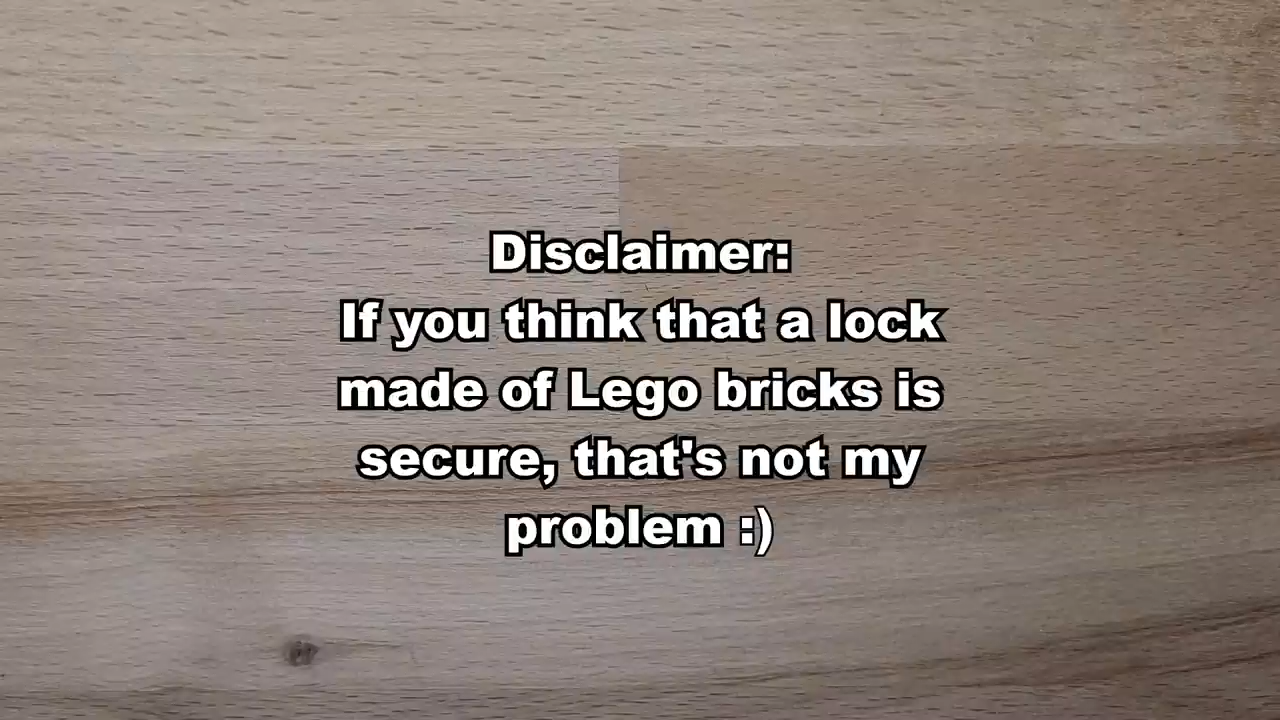 Disclaimer:
If you think that a lock
made of Lego bricks is
secure, that's not my
problem :)